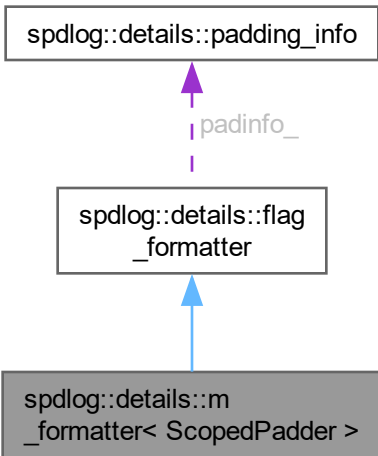 spdlog::details::padding_info
padinfo_
spdlog::details::flag
_formatter
spdlog::details::m
_formatter< ScopedPadder >